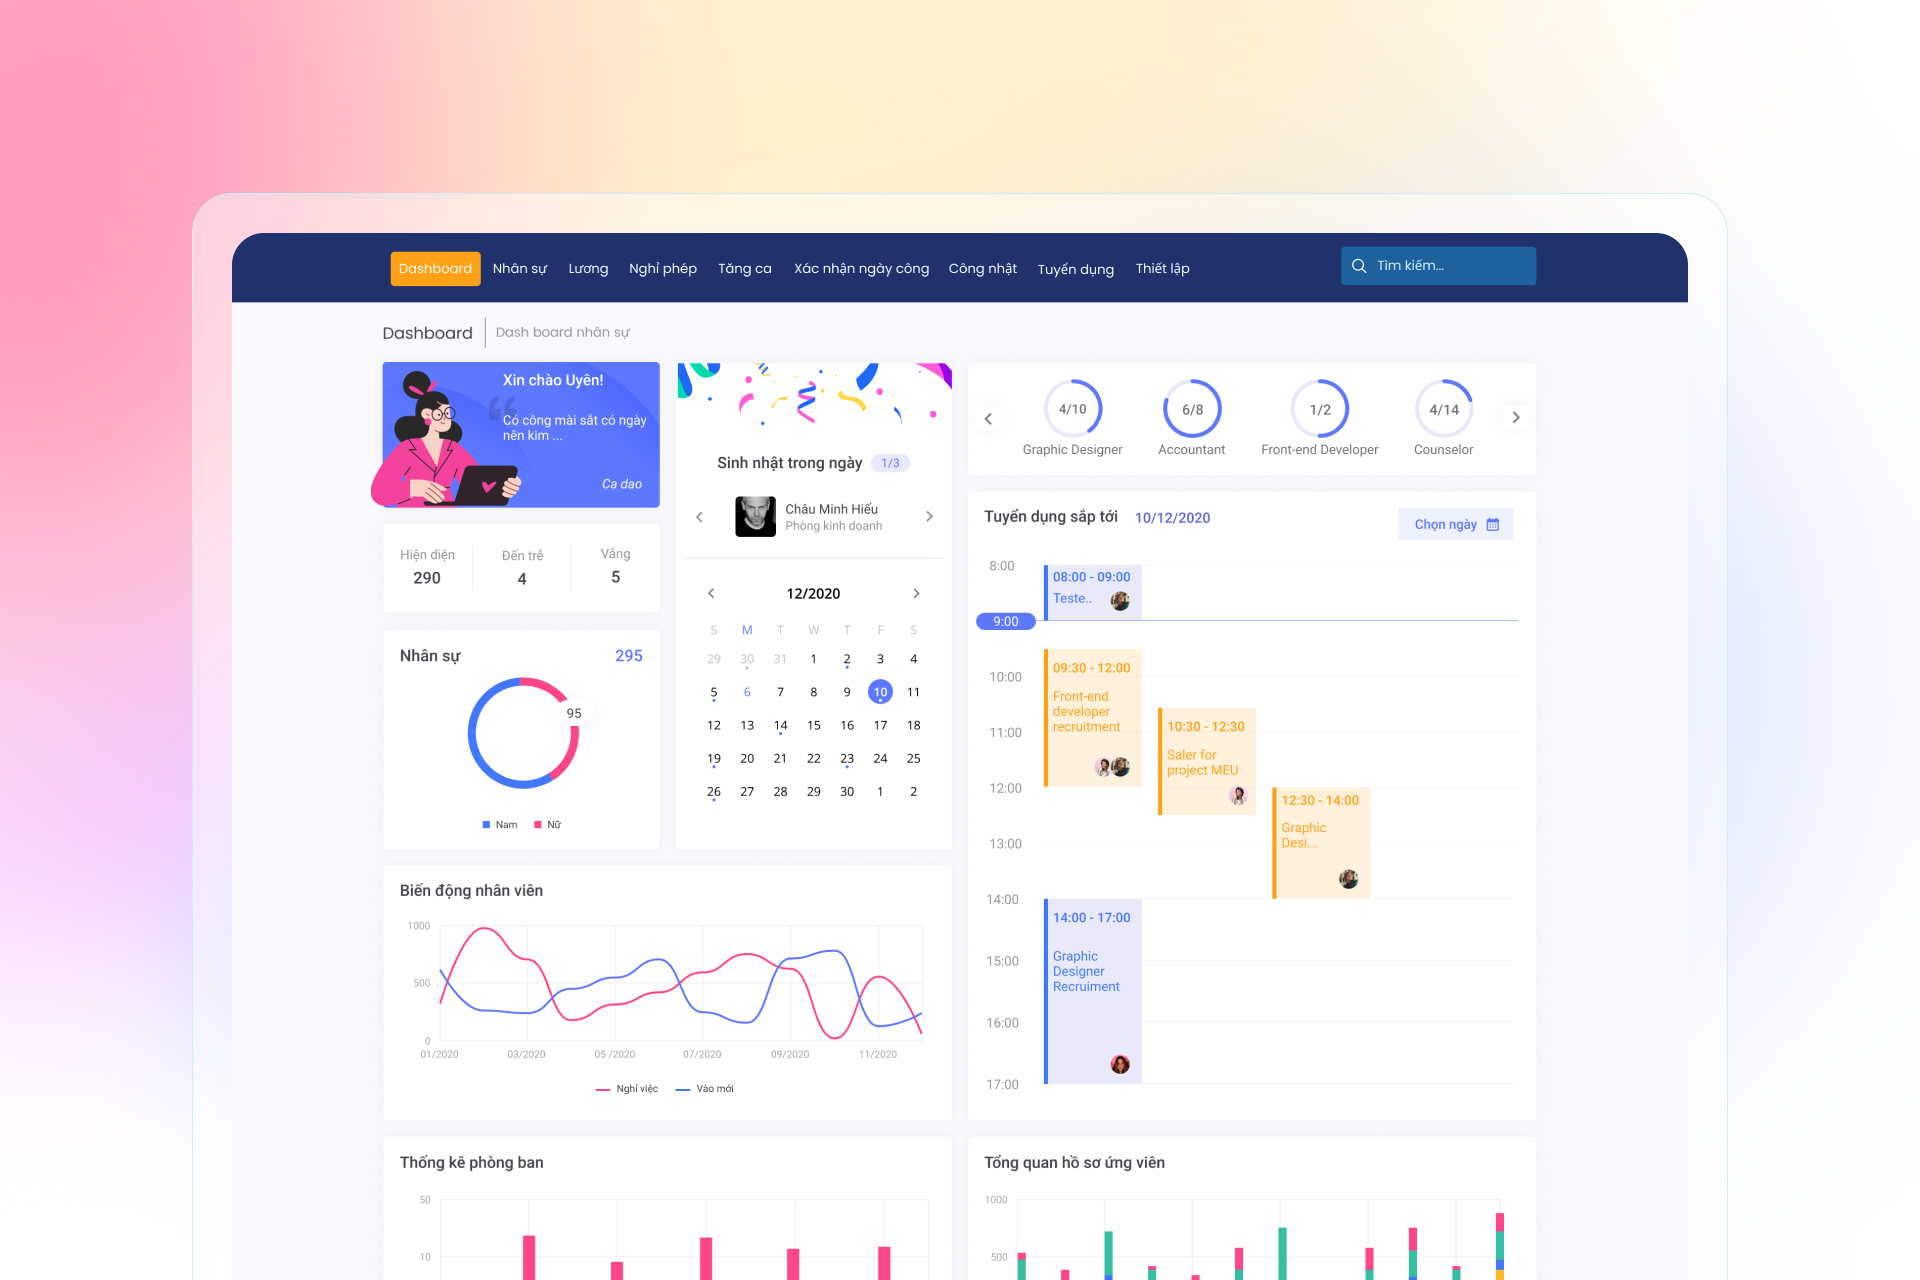 Dashboard
Nhân sự
Lương
Nghỉ phép
Tăng ca
Xác nhận ngày công
Công nhật
Tuyển dụng
Thiết lập
Tìm kiếm...
Dashboard
Dash board nhân sự
Xin chào Uyên!
“
Có công mài sắt có ngày
nên kim ...
Ca dao
Hiện diện
290
Đến trễ
4
Vắng
5
Nhân sự
295
95
Nam
Nữ
Sinh nhật trong ngày
1/3
Châu Minh Hiếu
Phòng kinh doanh
12/2020
S M T W T F S
29 30 31 1 2 3 4
5 6 7 8 9 10 11
12 13 14 15 16 17 18
19 20 21 22 23 24 25
26 27 28 29 30 1 2
4/10
Graphic Designer
6/8
Accountant
1/2
Front-end Developer
4/14
Counselor
Tuyển dụng sắp tới
10/12/2020
Chọn ngày
8:00
9:00
10:00
11:00
12:00
13:00
14:00
15:00
16:00
17:00
08:00 - 09:00
Teste..
09:30 - 12:00
Front-end
developer
recruitment
10:30 - 12:30
Saler for
project MEU
12:30 - 14:00
Graphic
Desi...
14:00 - 17:00
Graphic
Designer
Recruiment
Biến động nhân viên
1000
500
0
01/2020
03/2020
05 /2020
07/2020
09/2020
11/2020
Nghỉ việc
Vào mới
Thống kê phòng ban
50
10
Tổng quan hồ sơ ứng viên
1000
500